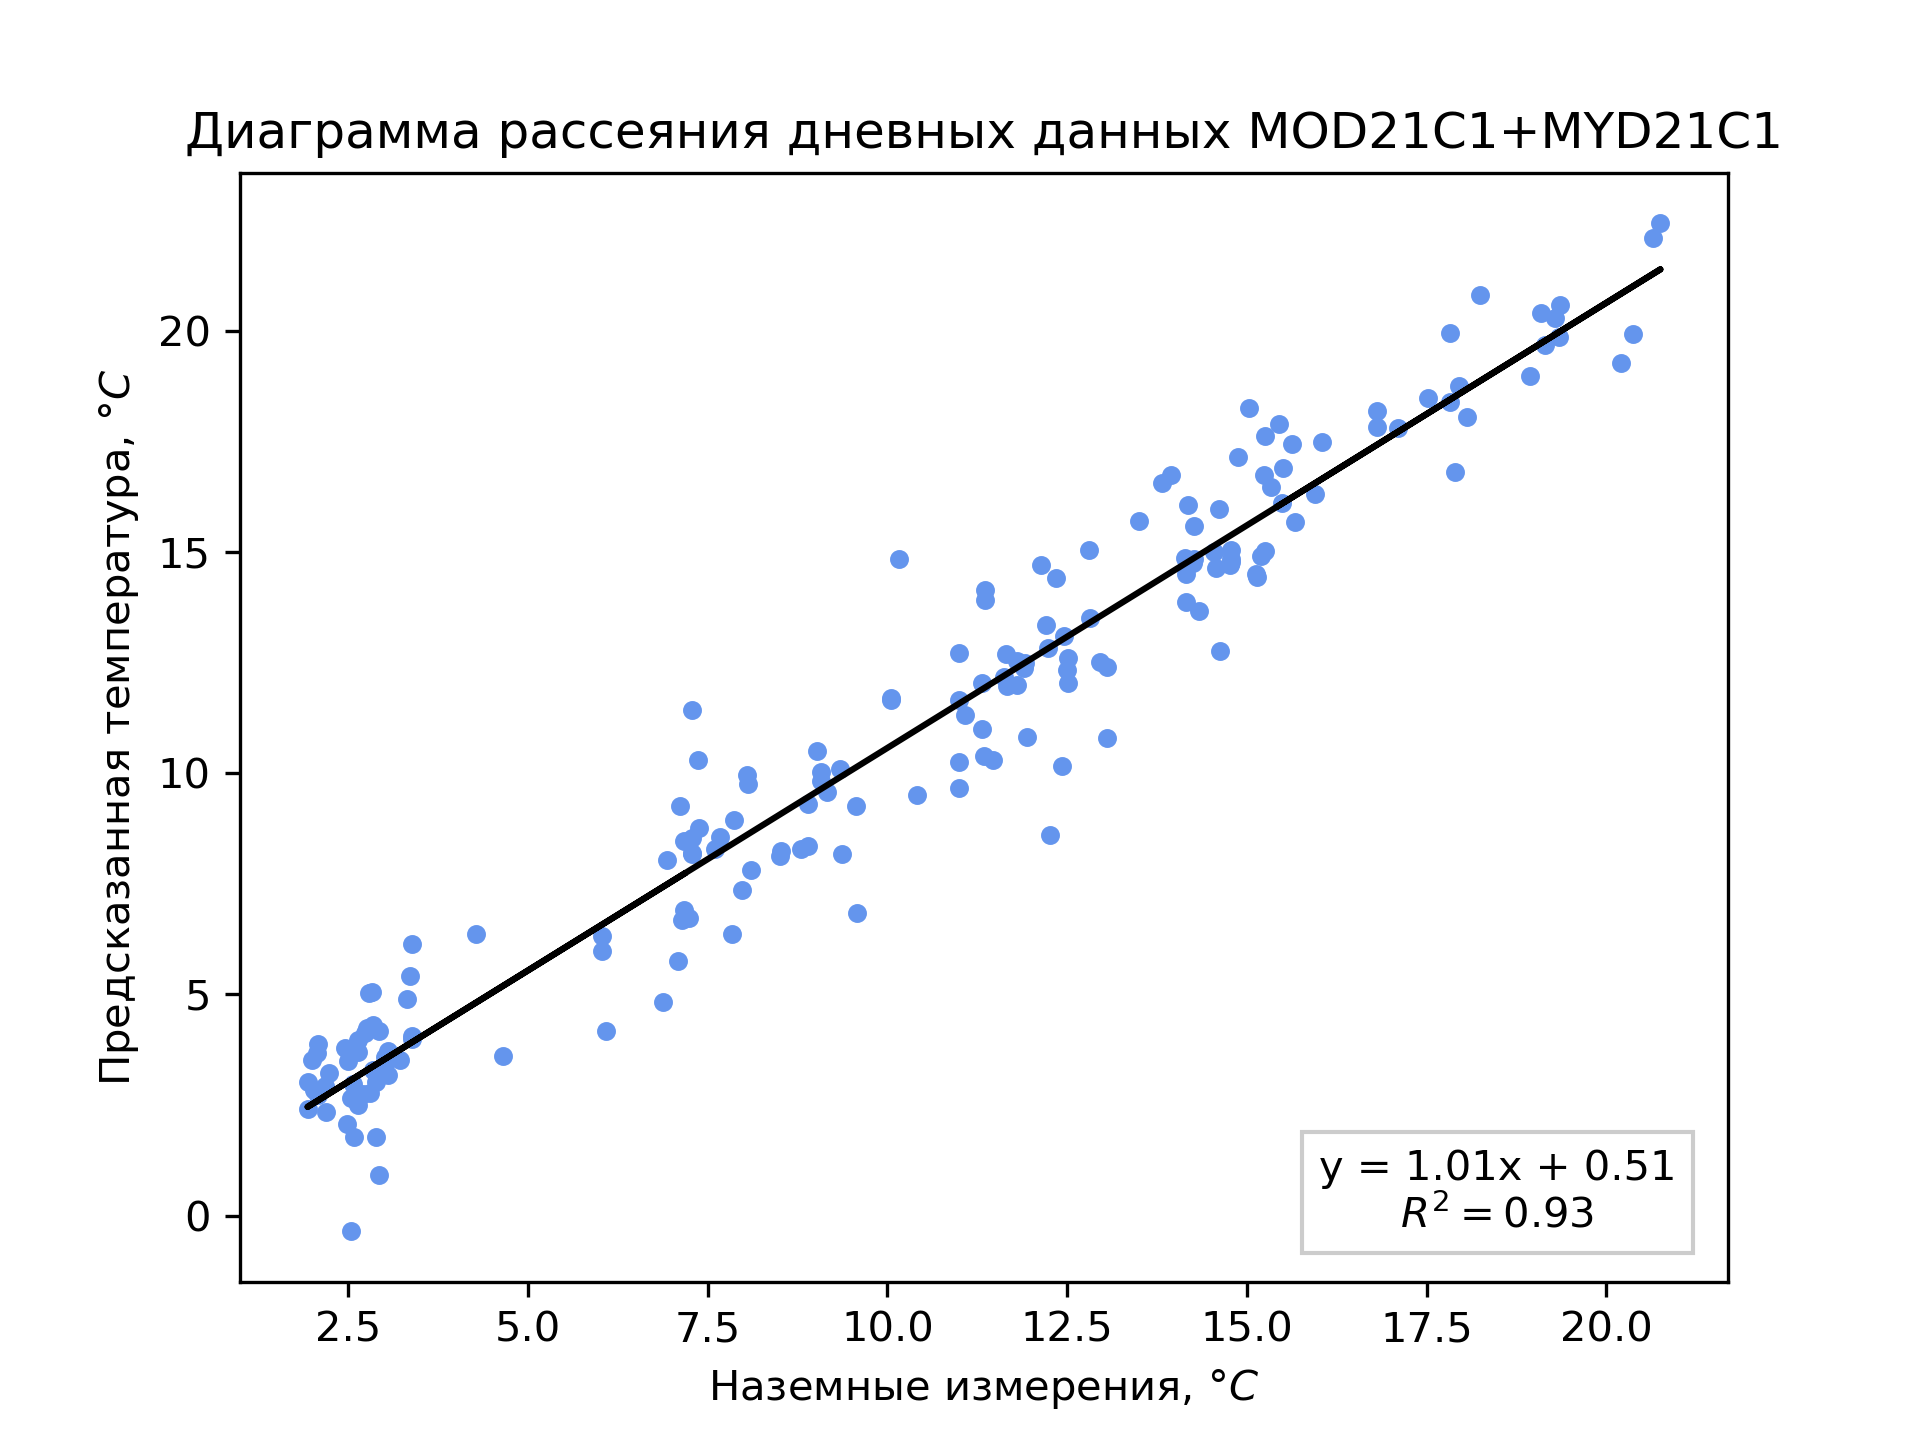 Диаграмма рассеяния дневных данных MOD21C1+MYD21C1
Предсказанная температура, °C
20
15
10
5
0
y = 1.01x + 0.51
R² = 0.93
2.5 5.0 7.5 10.0 12.5 15.0 17.5 20.0
Наземные измерения, °C